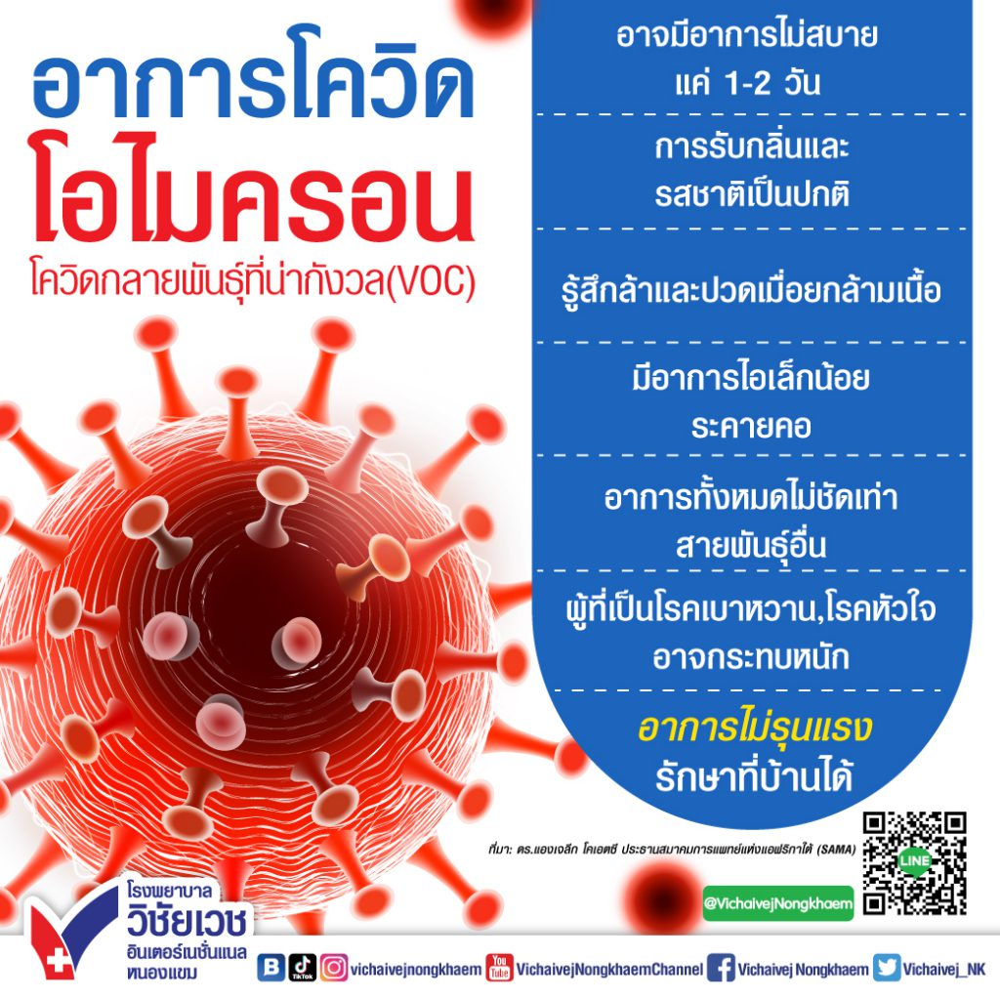 อาการโควิด
โอไมครอน
โควิดกลายพันธุ์ที่น่ากังวล(VOC)
อาจมีอาการไม่สบาย
แค่ 1-2 วัน
การรับกลิ่นและ
รสชาติเป็นปกติ
รู้สึกล้าและปวดเมื่อยกล้ามเนื้อ
มีอาการไอเล็กน้อย
ระคายคอ
อาการทั้งหมดไม่ชัดเท่า
สายพันธุ์อื่น
ผู้ที่เป็นโรคเบาหวาน,โรคหัวใจ
อาจกระทบหนัก
อาการไม่รุนแรง
รักษาที่บ้านได้
ที่มา: ดร.แองเจลีก โคเอตซี ประธานสมาคมการแพทย์แห่งแอฟริกาใต้ (SAMA)
LINE
@VichaivejNongkhaem
โรงพยาบาล
วิชัยเวช
อินเตอร์เนชั่นแนล
หนองแขม
B TikTok vichaivejnongkhaem You Tube VichaivejNongkhaemChannel f Vichaivej Nongkhaem Vichaivej_NK